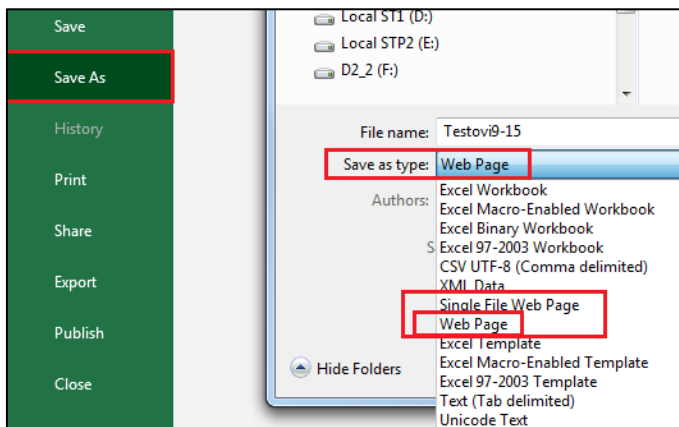 Save
Save As
History
Print
Share
Export
Publish
Close
Local ST1 (D:)
Local STP2 (E:)
D2_2 (F:)
File name: Testovi9-15
Save as type: Web Page
Authors:
S
Excel Workbook
Excel Macro-Enabled Workbook
Excel Binary Workbook
Excel 97-2003 Workbook
CSV UTF-8 (Comma delimited)
XML Data
Single File Web Page
Web Page
Excel Template
Excel Macro-Enabled Template
Excel 97-2003 Template
Text (Tab delimited)
Unicode Text
Hide Folders